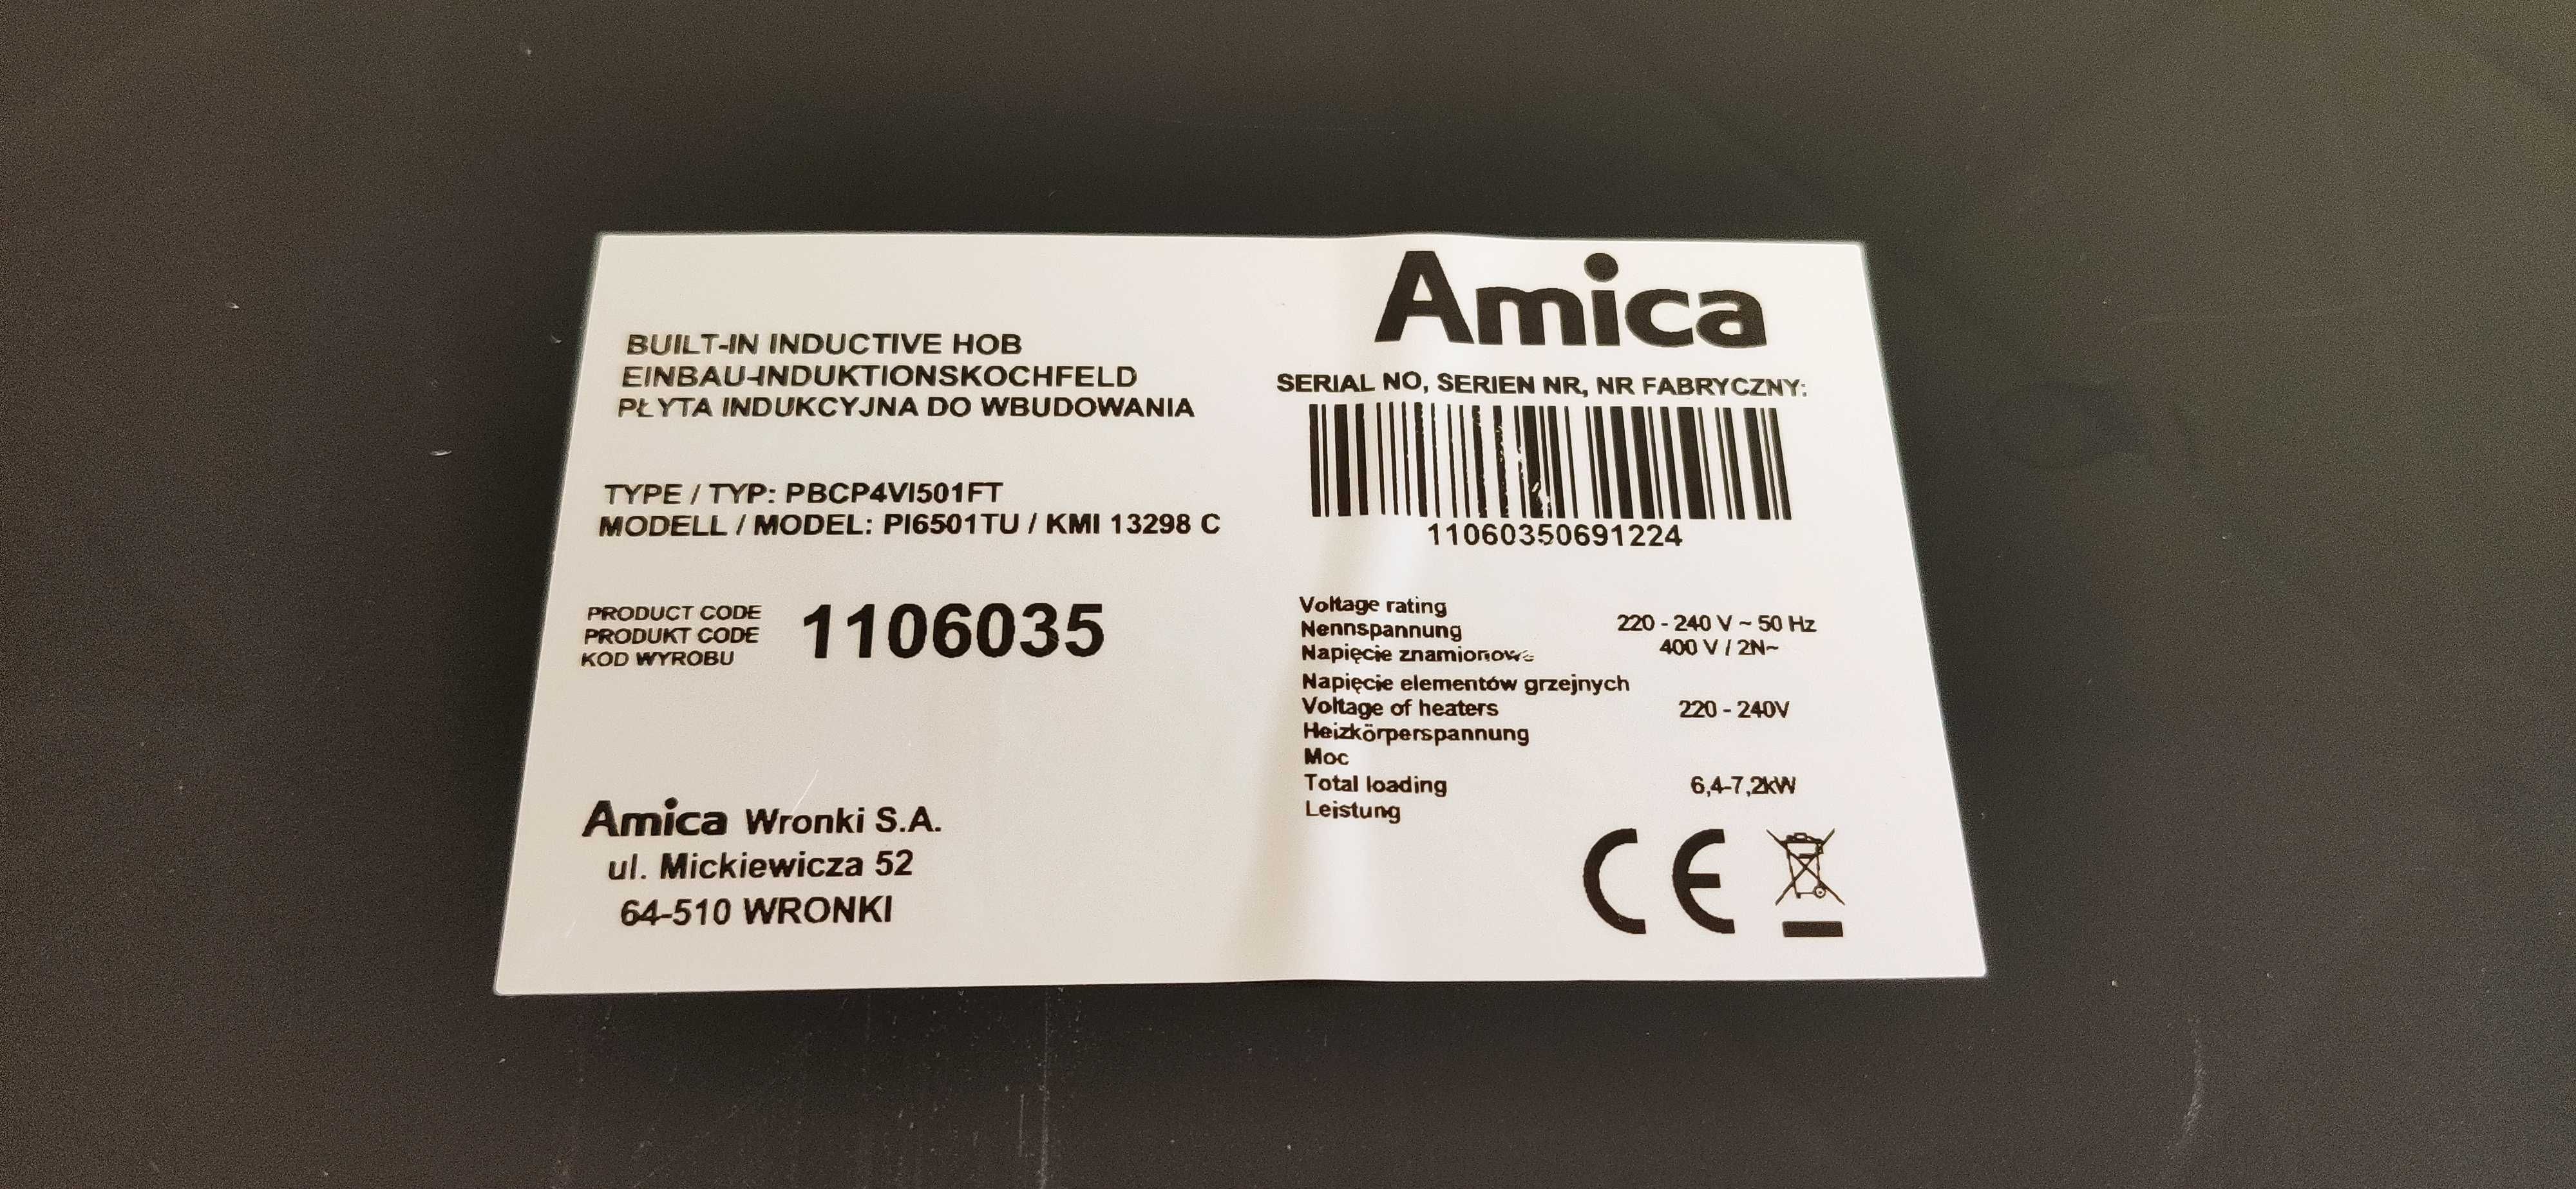 BUILT-IN INDUCTIVE HOB
EINBAU-INDUKTIONSKOCHFELD
PŁYTA INDUKCYJNA DO WBUDOWANIA
TYPE / TYP: PBCP4VI501FT
MODELL / MODEL: PI6501TU / KMI 13298 C
PRODUCT CODE
PRODUKT CODE
KOD WYROBU
1106035
Amica Wronki S.A.
ul. Mickiewicza 52
64-510 WRONKI
Amica
SERIAL NO, SERIEN NR, NR FABRYCZNY:
11060350691224
Voltage rating
Nennspannung
Napięcie znamionowe
220 - 240 V ~ 50 Hz
400 V / 2N~
Napięcie elementów grzejnych
Voltage of heaters
Heizkörperspannung
220 - 240V
Moc
Total loading
Leistung
6,4-7,2kW
CE